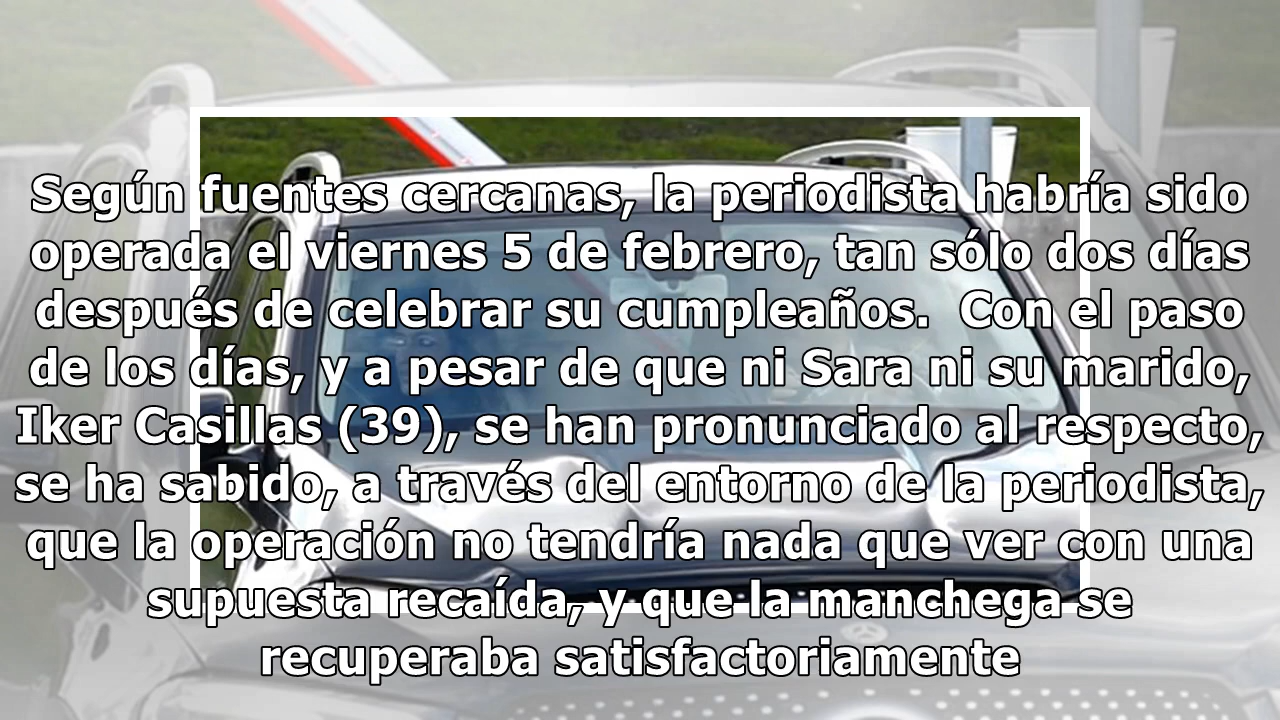 Según fuentes cercanas, la periodista habría sido
operada el viernes 5 de febrero, tan sólo dos días
después de celebrar su cumpleaños.  Con el paso
de los días, y a pesar de que ni Sara ni su marido,
Iker Casillas (39), se han pronunciado al respecto,
se ha sabido, a través del entorno de la periodista,
que la operación no tendría nada que ver con una
supuesta recaída, y que la manchega se
recuperaba satisfactoriamente